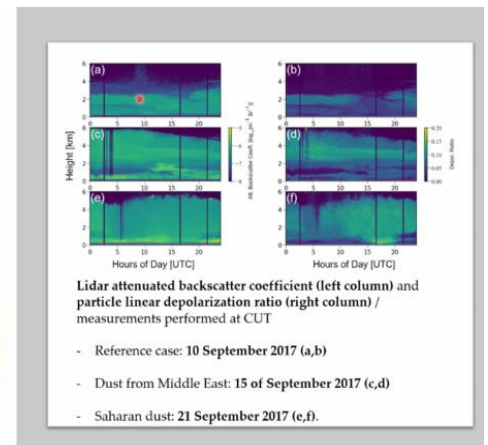 (a)
(b)
(c)
(d)
(e)
(f)
Height [km]
Hours of Day [UTC]
Hours of Day [UTC]
Lidar attenuated backscatter coefficient (left column) and
particle linear depolarization ratio (right column) /
measurements performed at CUT
- Reference case: 10 September 2017 (a,b)
- Dust from Middle East: 15 of September 2017 (c,d)
- Saharan dust: 21 September 2017 (e,f).